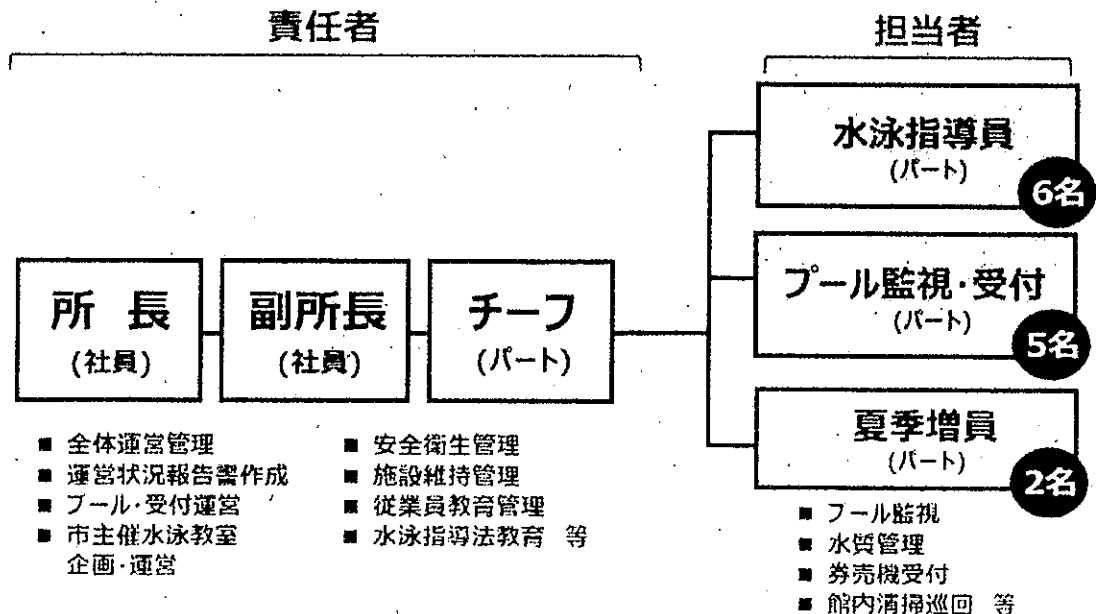 責任者
担当者
所 長
(社員)
副所長
(社員)
チーフ
(パート)
水泳指導員
(パート)
6名
プール監視・受付
(パート)
5名
夏季増員
(パート)
2名
■ 全体運営管理
■ 運営状況報告書作成
■ プール・受付運営
■ 市主催水泳教室
企画・運営
■ 安全衛生管理
■ 施設維持管理
■ 従業員教育管理
■ 水泳指導法教育 等
■ プール監視
■ 水質管理
■ 券売機受付
■ 館内清掃巡回 等